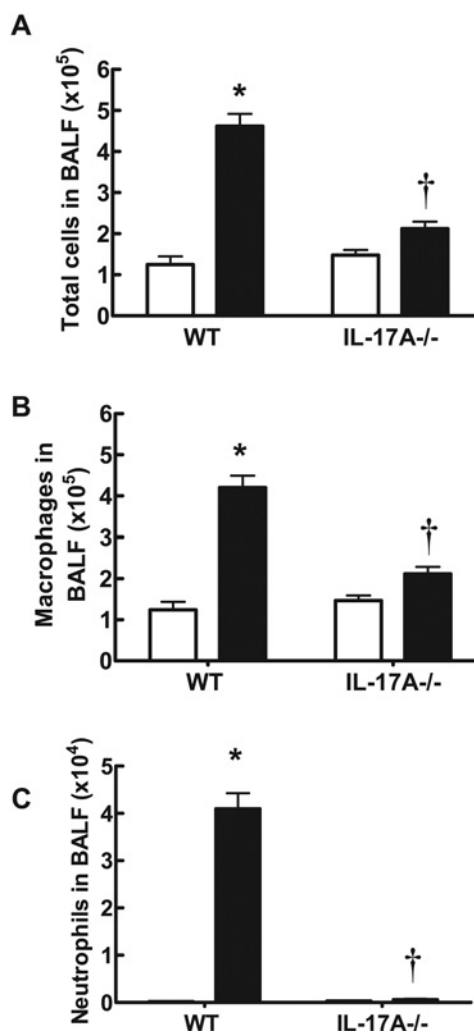 A
Total cells in BALF (x10⁵)
6
5
4
3
2
1
0
*
†
WT
IL-17A-/-
B
Macrophages in
BALF (x10⁵)
6
5
4
3
2
1
0
*
†
WT
IL-17A-/-
C
Neutrophils in BALF (x10⁴)
5
4
3
2
1
0
*
†
WT
IL-17A-/-